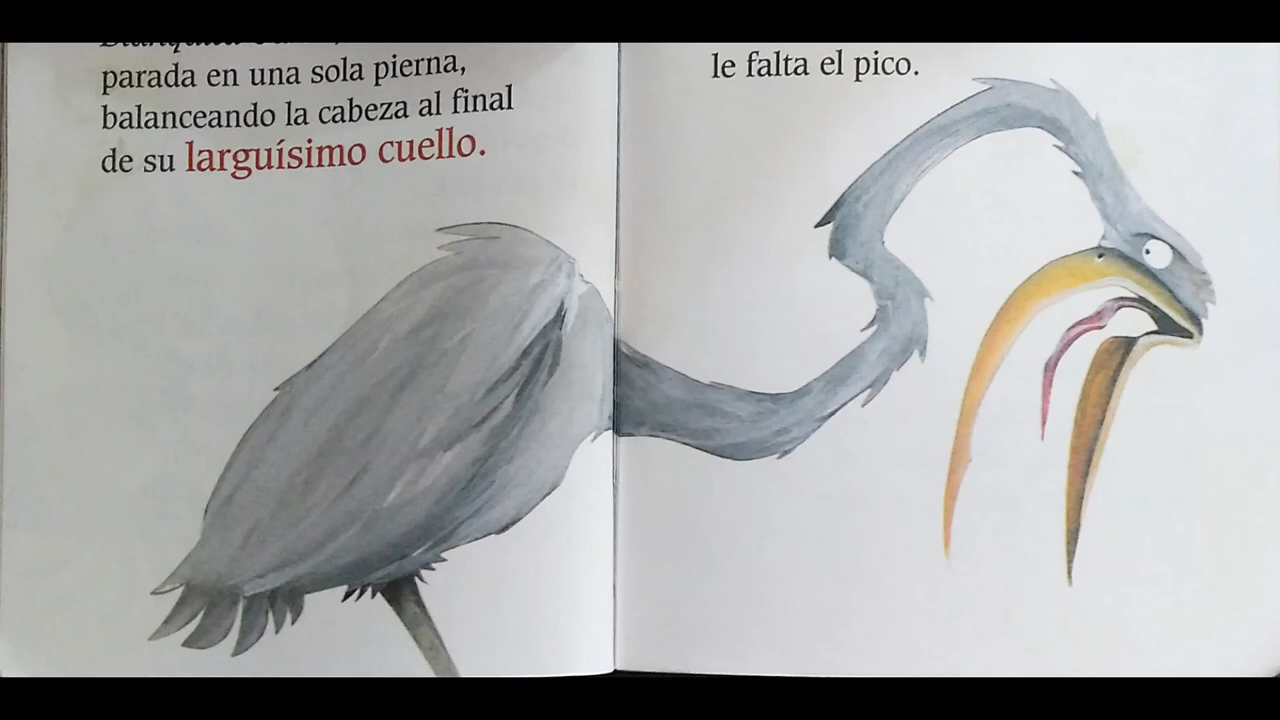 parada en una sola pierna,
balanceando la cabeza al final
de su larguísimo cuello.
le falta el pico.